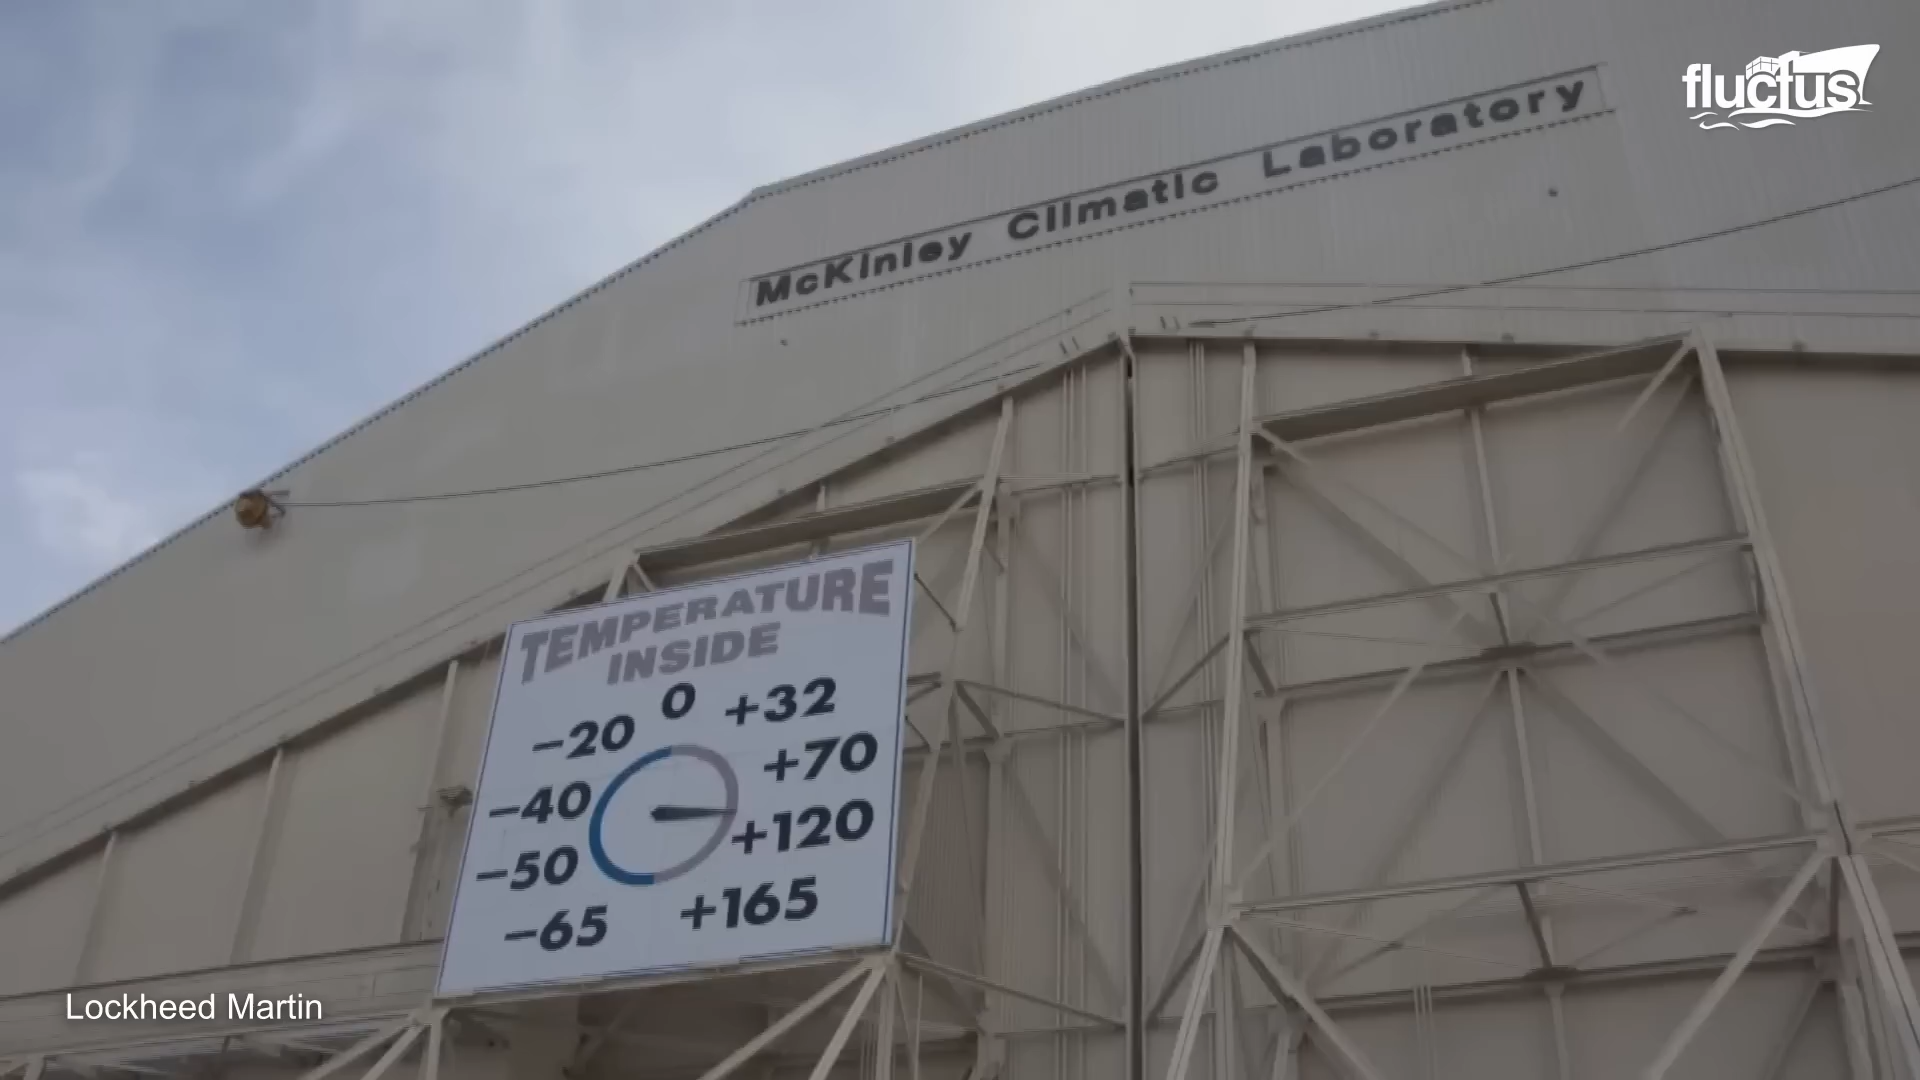 fluctus
McKinley Climatic Laboratory
TEMPERATURE
INSIDE
0
+32
-20
+70
-40
+120
-50
+165
-65
Lockheed Martin